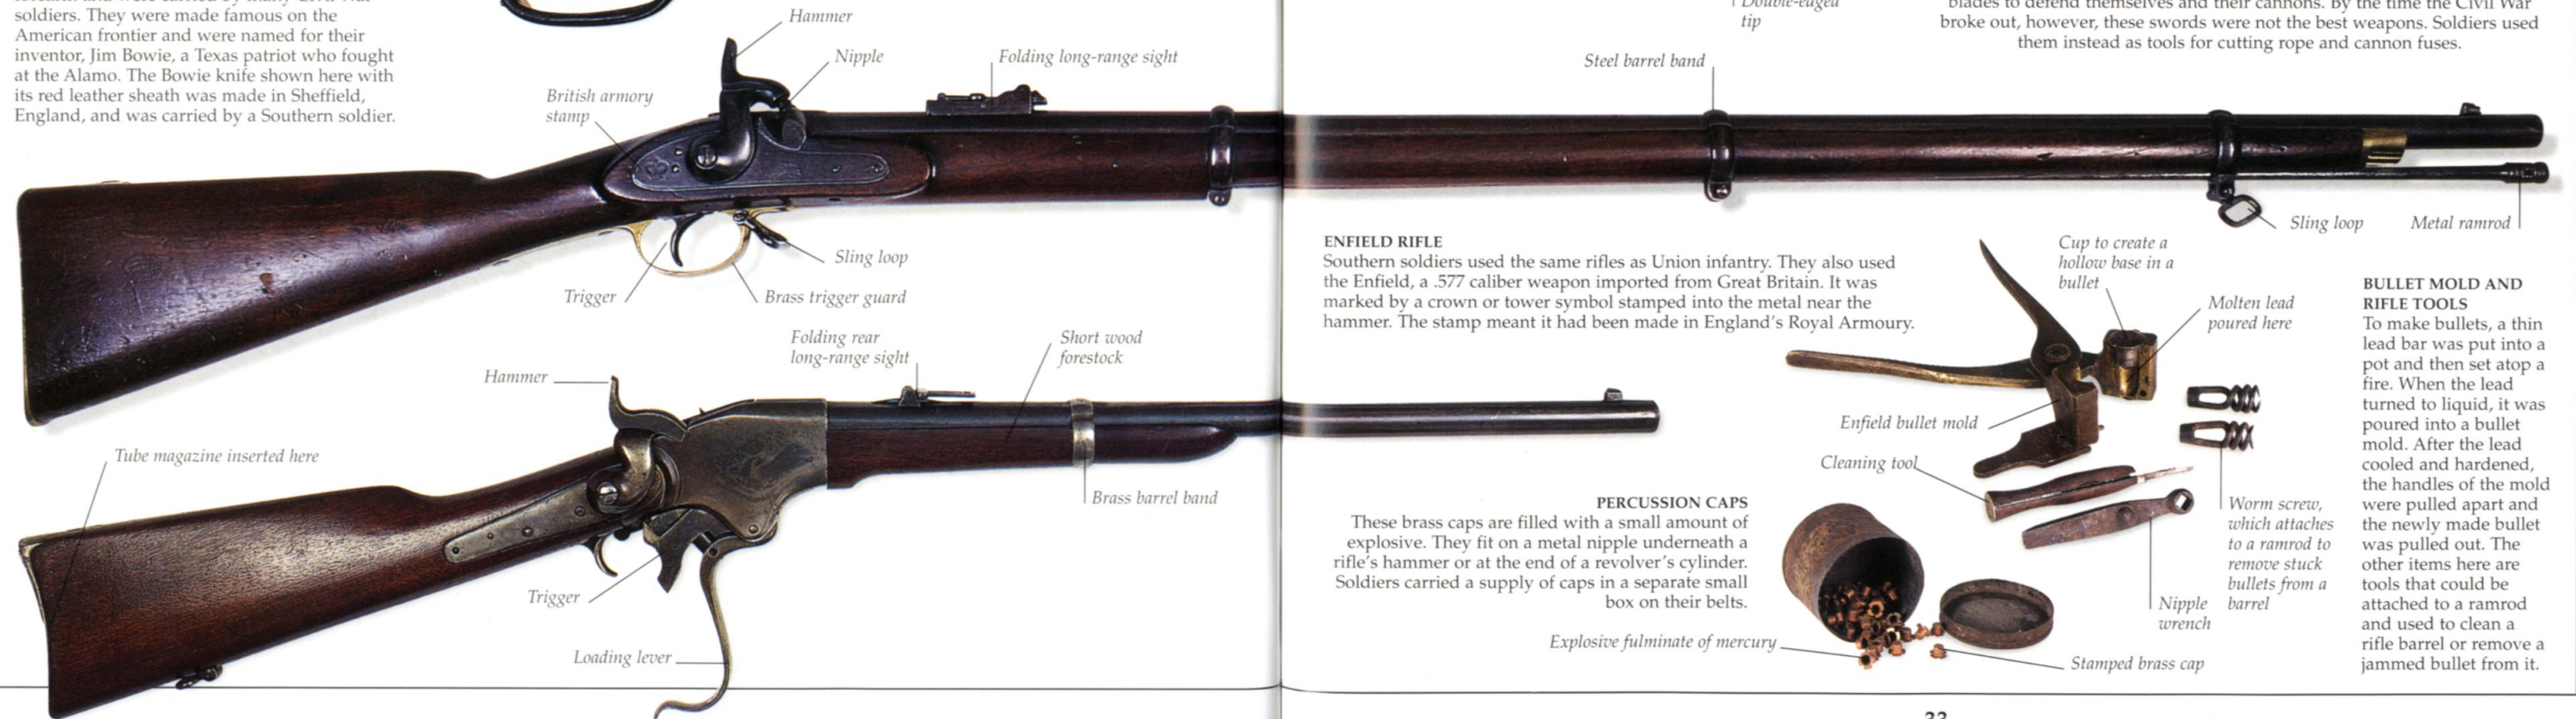 soldiers. They were made famous on the
American frontier and were named for their
inventor, Jim Bowie, a Texas patriot who fought
at the Alamo. The Bowie knife shown here with
its red leather sheath was made in Sheffield,
England, and was carried by a Southern soldier.
Hammer
Nipple
Folding long-range sight
British armory
stamp
Trigger
Sling loop
Brass trigger guard
Double-edged
tip
blades to defend themselves and their cannons. By the time the Civil War
broke out, however, these swords were not the best weapons. Soldiers used
them instead as tools for cutting rope and cannon fuses.
Steel barrel band
Sling loop
Metal ramrod
ENFIELD RIFLE
Southern soldiers used the same rifles as Union infantry. They also used
the Enfield, a .577 caliber weapon imported from Great Britain. It was
marked by a crown or tower symbol stamped into the metal near the
hammer. The stamp meant it had been made in England's Royal Armoury.
Folding rear
long-range sight
Short wood
forestock
Hammer
Tube magazine inserted here
Brass barrel band
Trigger
Loading lever
Cup to create a
hollow base in a
bullet
Molten lead
poured here
Enfield bullet mold
Cleaning tool
Worm screw,
which attaches
to a ramrod to
remove stuck
bullets from a
barrel
Nipple
wrench
PERCUSSION CAPS
These brass caps are filled with a small amount of
explosive. They fit on a metal nipple underneath a
rifle's hammer or at the end of a revolver's cylinder.
Soldiers carried a supply of caps in a separate small
box on their belts.
Explosive fulminate of mercury
Stamped brass cap
BULLET MOLD AND
RIFLE TOOLS
To make bullets, a thin
lead bar was put into a
pot and then set atop a
fire. When the lead
turned to liquid, it was
poured into a bullet
mold. After the lead
cooled and hardened,
the handles of the mold
were pulled apart and
the newly made bullet
was pulled out. The
other items here are
tools that could be
attached to a ramrod
and used to clean a
rifle barrel or remove a
jammed bullet from it.